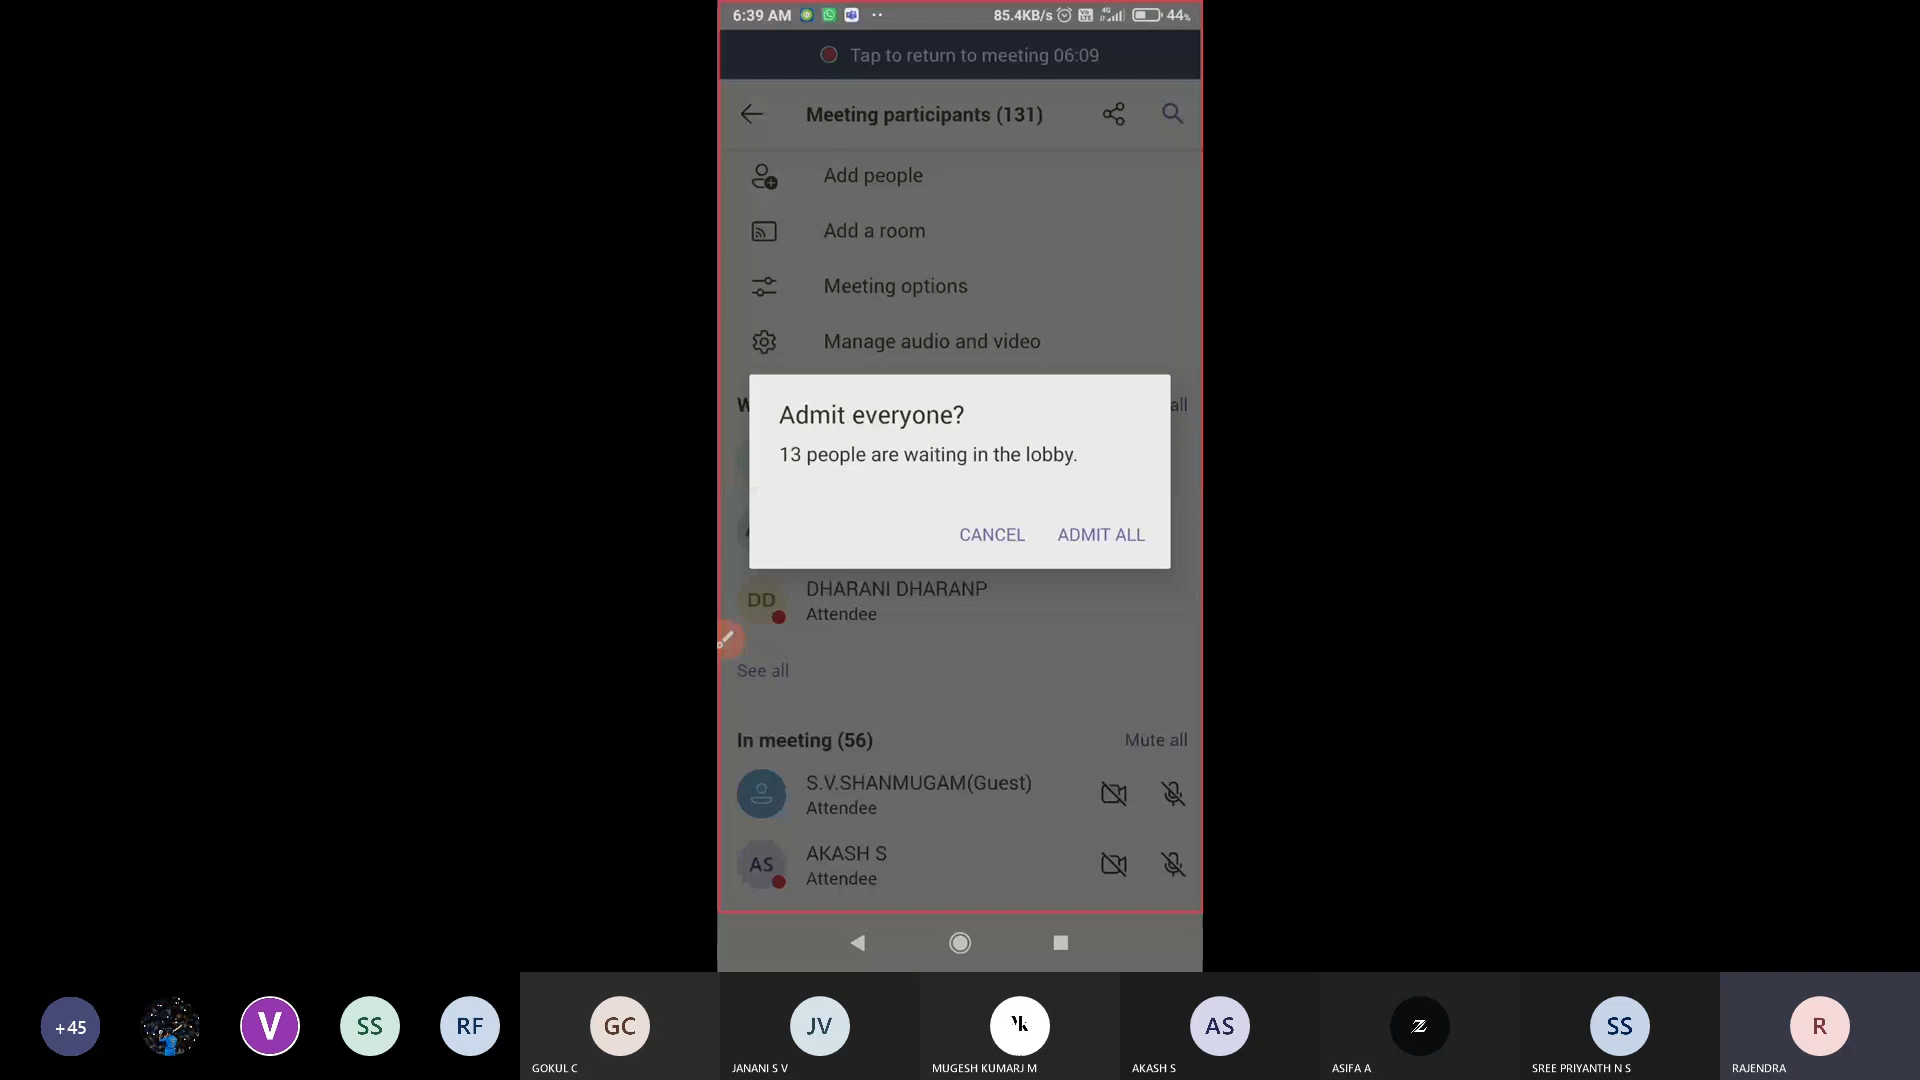 6:39 AM
85.4KB/s
4G
44%
Tap to return to meeting 06:09
Meeting participants (131)
Add people
Add a room
Meeting options
Manage audio and video
W
all
Admit everyone?
13 people are waiting in the lobby.
CANCEL ADMIT ALL
DD
DHARANI DHARANP
Attendee
See all
In meeting (56)
Mute all
S.V.SHANMUGAM(Guest)
Attendee
AS
AKASH S
Attendee
+45
V
SS
RF
GC
GOKUL C
JV
JANANI S V
MUGESH KUMARJ M
AS
AKASH S
Z
ASIFA A
SS
SREE PRIYANTH N S
R
RAJENDRA